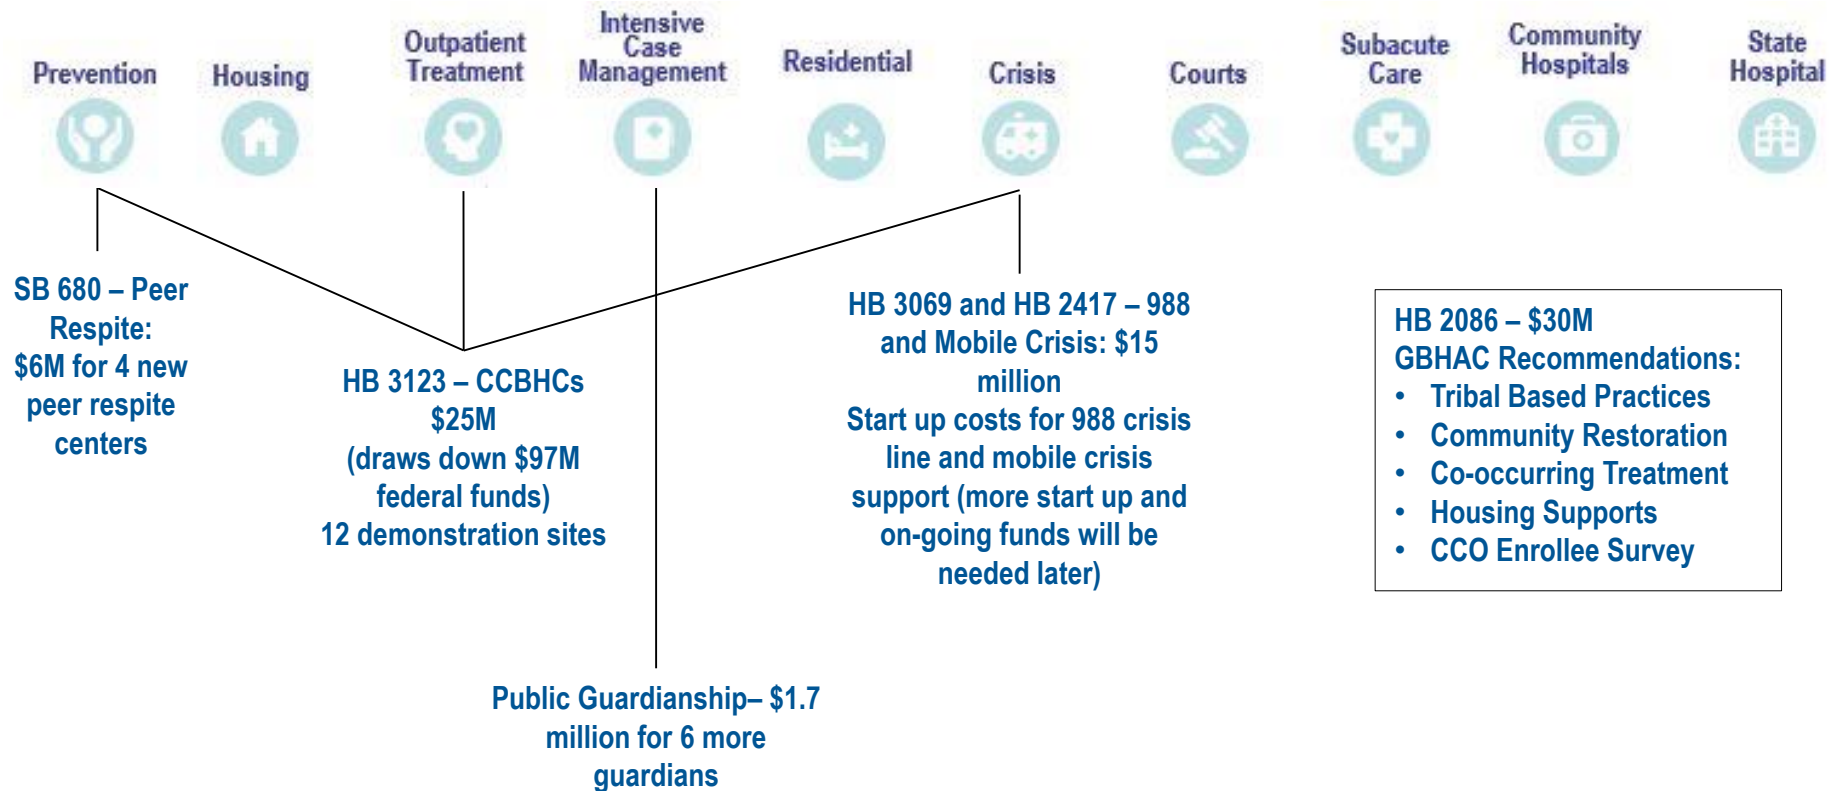 Prevention
Housing
Outpatient
Treatment
Intensive
Case
Management
Residential
Crisis
Courts
Subacute
Care
Community
Hospitals
State
Hospital
SB 680 – Peer
Respite:
$6M for 4 new
peer respite
centers
HB 3123 – CCBHCs
$25M
(draws down $97M
federal funds)
12 demonstration sites
HB 3069 and HB 2417 – 988
and Mobile Crisis: $15
million
Start up costs for 988 crisis
line and mobile crisis
support (more start up and
on-going funds will be
needed later)
HB 2086 – $30M
GBHAC Recommendations:
• Tribal Based Practices
• Community Restoration
• Co-occurring Treatment
• Housing Supports
• CCO Enrollee Survey
Public Guardianship– $1.7
million for 6 more
guardians